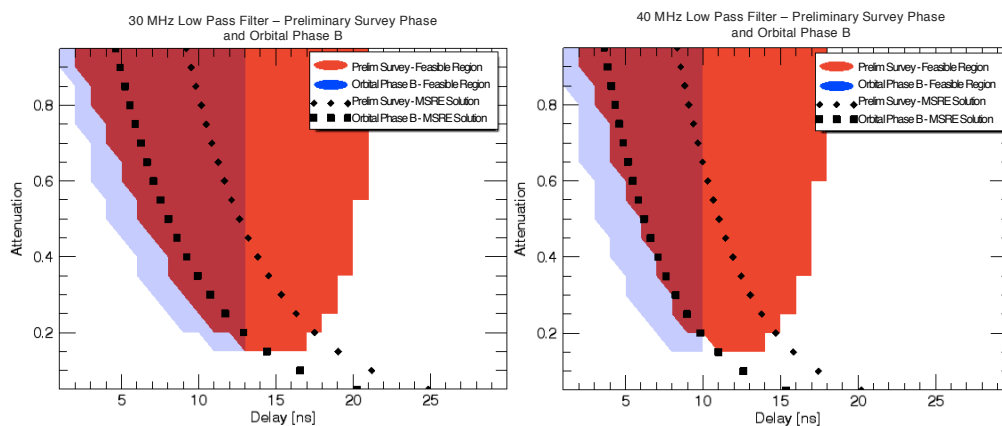 30 MHz Low Pass Filter – Preliminary Survey Phase
and Orbital Phase B
Prelim Survey - Feasible Region
Orbital Phase B - Feasible Region
Prelim Survey - MSRE Solution
Orbital Phase B - MSRE Solution
Attenuation
0.8
0.6
0.4
0.2
5
10
15
20
25
Delay [ns]
40 MHz Low Pass Filter – Preliminary Survey Phase
and Orbital Phase B
Prelim Survey - Feasible Region
Orbital Phase B - Feasible Region
Prelim Survey - MSRE Solution
Orbital Phase B - MSRE Solution
Attenuation
0.8
0.6
0.4
0.2
5
10
15
20
25
Delay [ns]